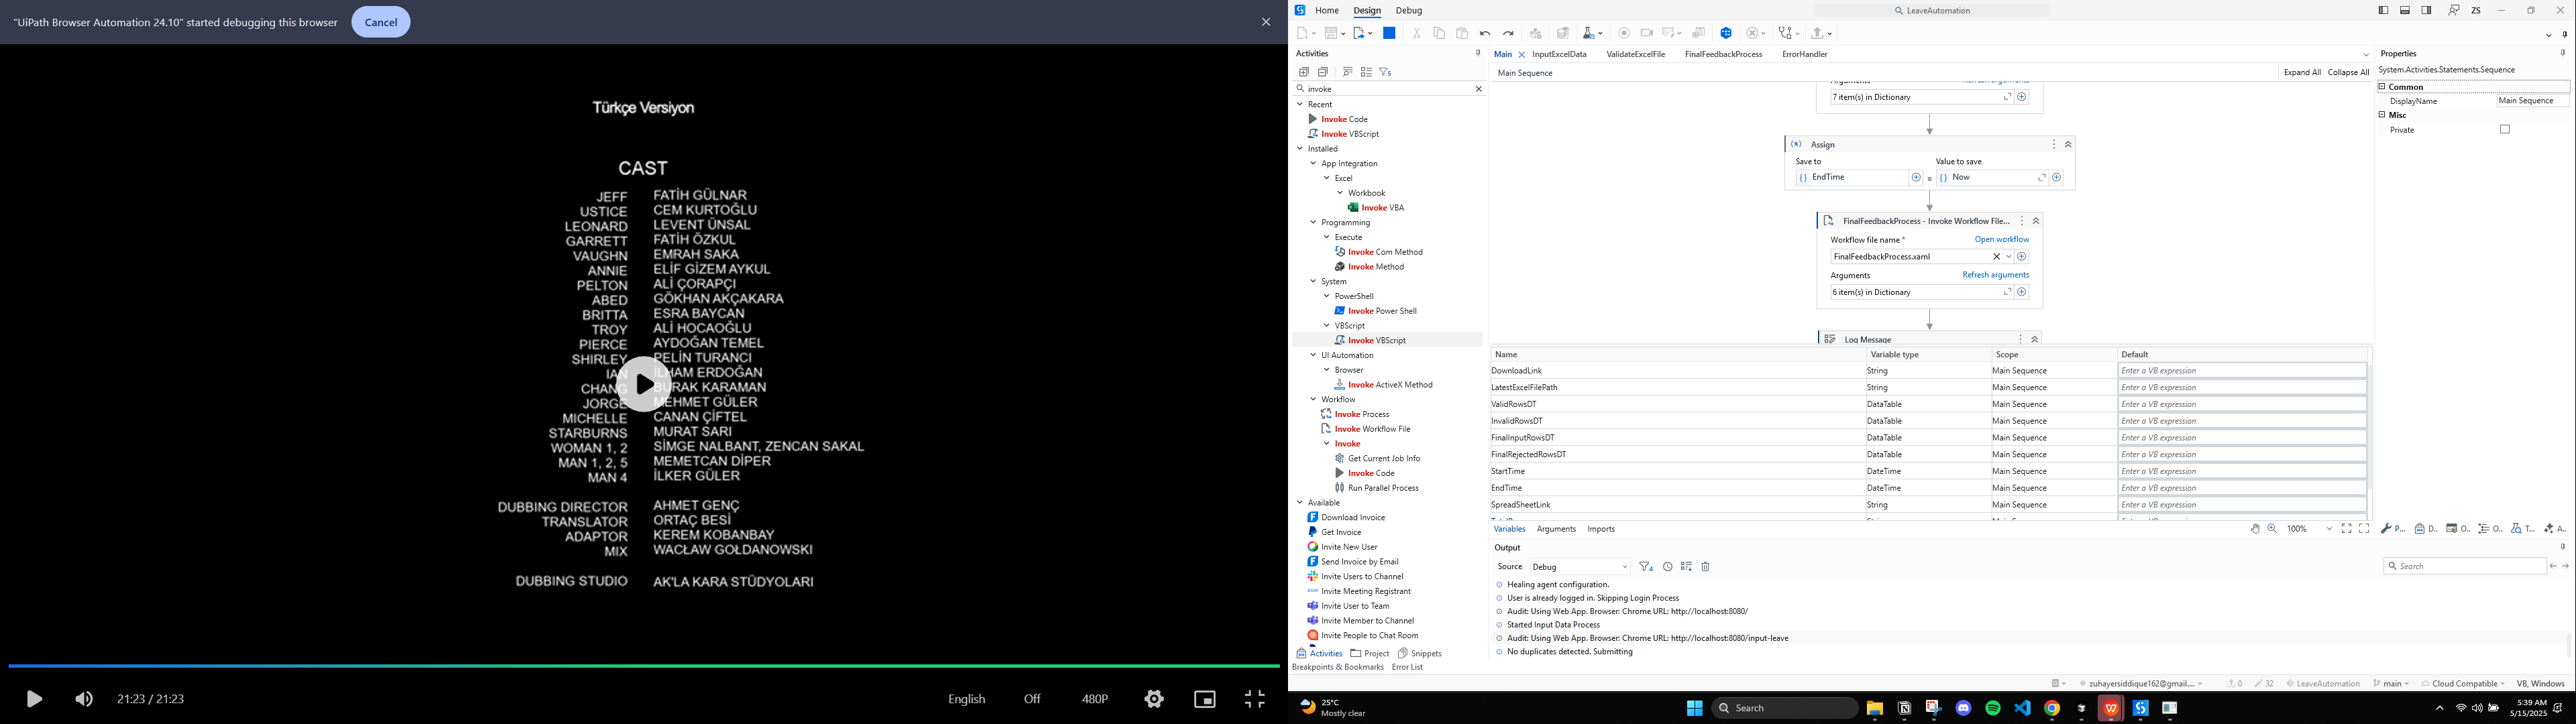 "UiPath Browser Automation 24.10" started debugging this browser
Cancel
Türkçe Versiyon
CAST
JEFF FATİH GÜLNAR
USTICE CEM KURTOĞLU
LEONARD LEVENT ÜNSAL
GARRETT FATİH ÖZKUL
VAUGHN EMRAH SAKA
ANNIE ELİF GİZEM AYKUL
PELTON ALİ ÇORAPÇI
ABED GÖKHAN AKÇAKARA
BRITTA ESRA BAYCAN
TROY ALİ HOCAOĞLU
PIERCE AYDOĞAN TEMEL
SHIRLEY PELİN TURANCI
IAN İLHAM ERDOĞAN
CHANG BURAK KARAMAN
JORGE MEHMET GÜLER
MICHELLE CANAN ÇİFTEL
STARBURNS MURAT SARI
WOMAN 1, 2 SİMGE NALBANT, ZENCAN SAKAL
MAN 1, 2, 5 MEMETCAN DİPER
MAN 4 İLKER GÜLER
DUBBING DIRECTOR AHMET GENÇ
TRANSLATOR ORTAÇ BESİ
ADAPTOR KEREM KOBANBAY
MIX WACŁAW GOŁDANOWSKI
DUBBING STUDIO AK'LA KARA STÜDYOLARI
21:23 / 21:23
English Off 480P
Home Design Debug
LeaveAutomation
ZS
Activities
invoke
Recent
Invoke Code
Invoke VBScript
Installed
App Integration
Excel
Workbook
Invoke VBA
Programming
Execute
Invoke Com Method
Invoke Method
System
PowerShell
Invoke Power Shell
VBScript
Invoke VBScript
UI Automation
Browser
Invoke ActiveX Method
Workflow
Invoke Process
Invoke Workflow File
Invoke
Get Current Job Info
Invoke Code
Run Parallel Process
Available
Download Invoice
Get Invoice
Invite New User
Send Invoice by Email
Invite Users to Channel
Invite Meeting Registrant
Invite User to Team
Invite Member to Channel
Invite People to Chat Room
Activities Project Snippets
Breakpoints & Bookmarks Error List
Main InputExcelData ValidateExcelFile FinalFeedbackProcess ErrorHandler
Main Sequence
Expand All Collapse All
Arguments Refresh arguments
7 item(s) in Dictionary
Assign
Save to Value to save
EndTime = Now
FinalFeedbackProcess - Invoke Workflow File...
Workflow file name * Open workflow
FinalFeedbackProcess.xaml
Arguments Refresh arguments
6 item(s) in Dictionary
Log Message
Name Variable type Scope Default
DownloadLink String Main Sequence Enter a VB expression
LatestExcelFilePath String Main Sequence Enter a VB expression
ValidRowsDT DataTable Main Sequence Enter a VB expression
InvalidRowsDT DataTable Main Sequence Enter a VB expression
FinalInputRowsDT DataTable Main Sequence Enter a VB expression
FinalRejectedRowsDT DataTable Main Sequence Enter a VB expression
StartTime DateTime Main Sequence Enter a VB expression
EndTime DateTime Main Sequence Enter a VB expression
SpreadSheetLink String Main Sequence Enter a VB expression
Variables Arguments Imports
100%
Output
Source Debug
Search
Healing agent configuration.
User is already logged in. Skipping Login Process
Audit: Using Web App. Browser: Chrome URL: http://localhost:8080/
Started Input Data Process
Audit: Using Web App. Browser: Chrome URL: http://localhost:8080/input-leave
No duplicates detected. Submitting
Properties
System.Activities.Statements.Sequence
Common
DisplayName Main Sequence
Misc
Private
P... D.. O.. O.. T... A..
zuhayersiddique162@gmail.... 0 32 LeaveAutomation main Cloud Compatible VB, Windows
25°C
Mostly clear
Search
5:39 AM
5/15/2025